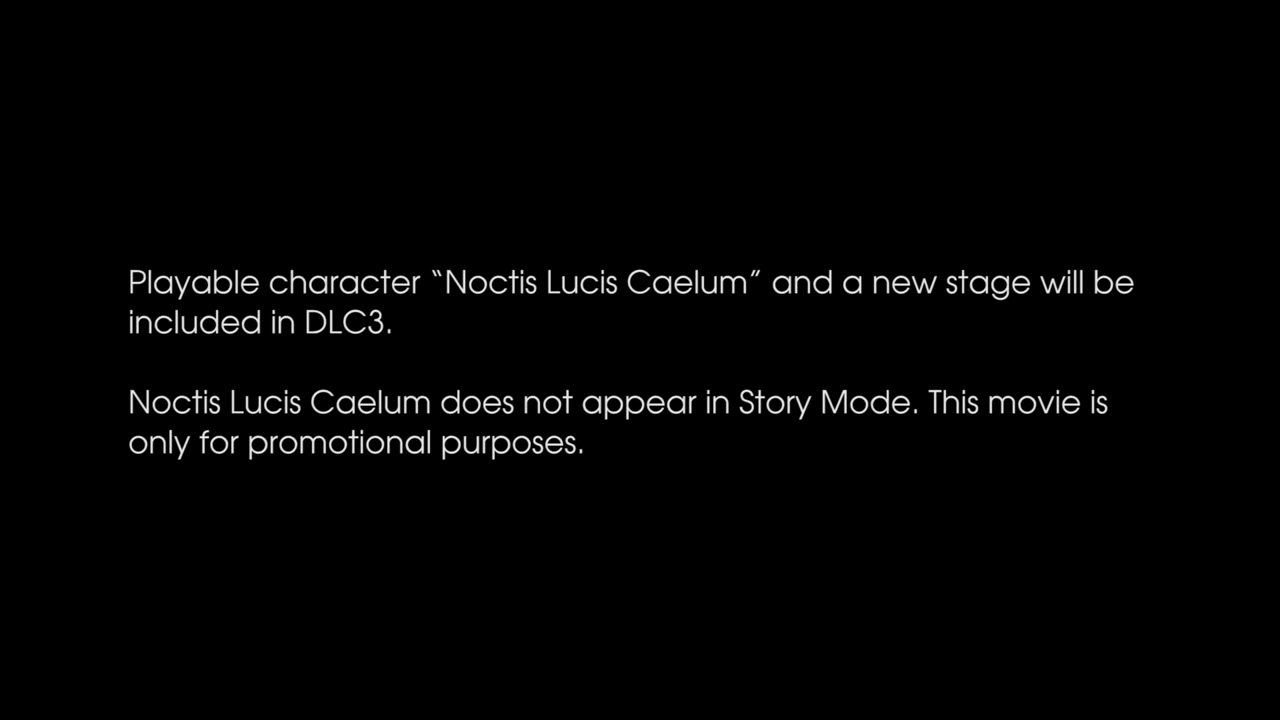 Playable character “Noctis Lucis Caelum” and a new stage will be
included in DLC3.
Noctis Lucis Caelum does not appear in Story Mode. This movie is
only for promotional purposes.